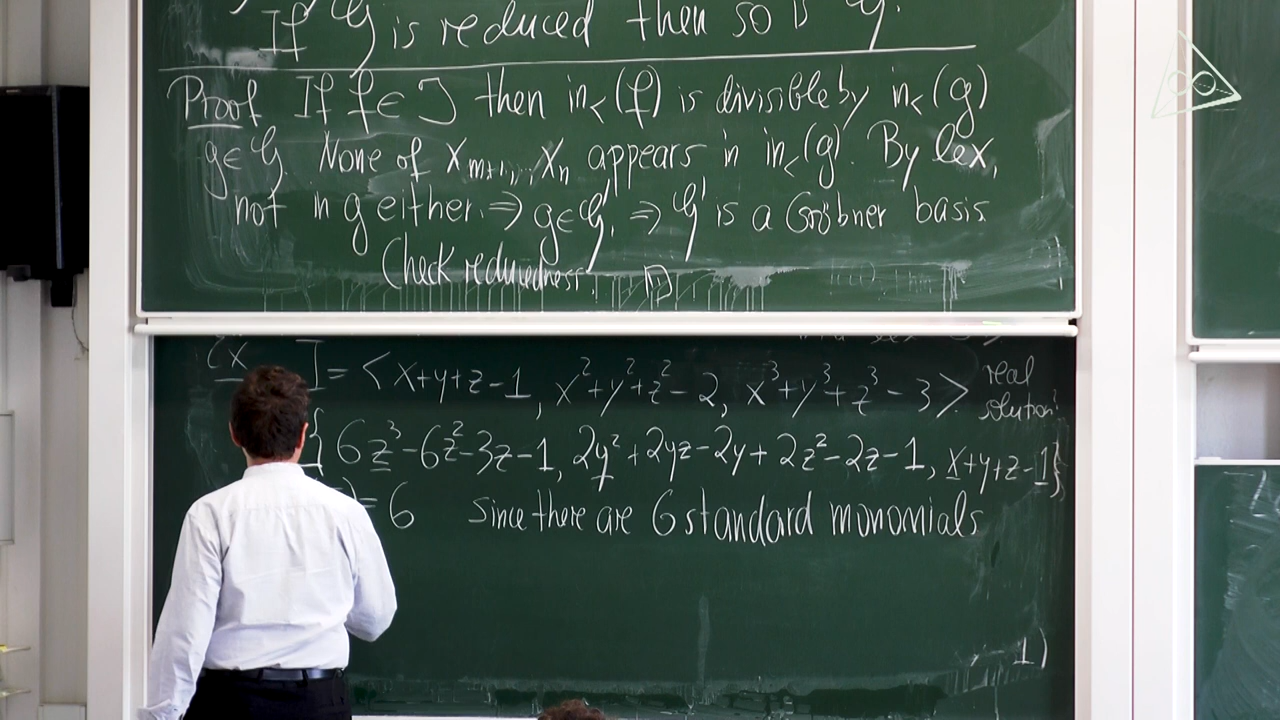 If 𝒢 is reduced then so is 𝒢'.
Proof If f ∈ J then in<(f) is divisible by in<(g)
g∈𝒢. None of x_{m+1},..,x_n appears in in<(g). By lex,
not in g either. ⇒ g∈𝒢'. ⇒ 𝒢' is a Gröbner basis.
Check reducedness. □
Ex J = < x+y+z-1, x²+y²+z²-2, x³+y³+z³-3 >. real solution?
{6z³-6z²-3z-1, 2y²+2yz-2y+2z²-2z-1, x+y+z-1}
)=6 since there are 6 standard monomials
1)